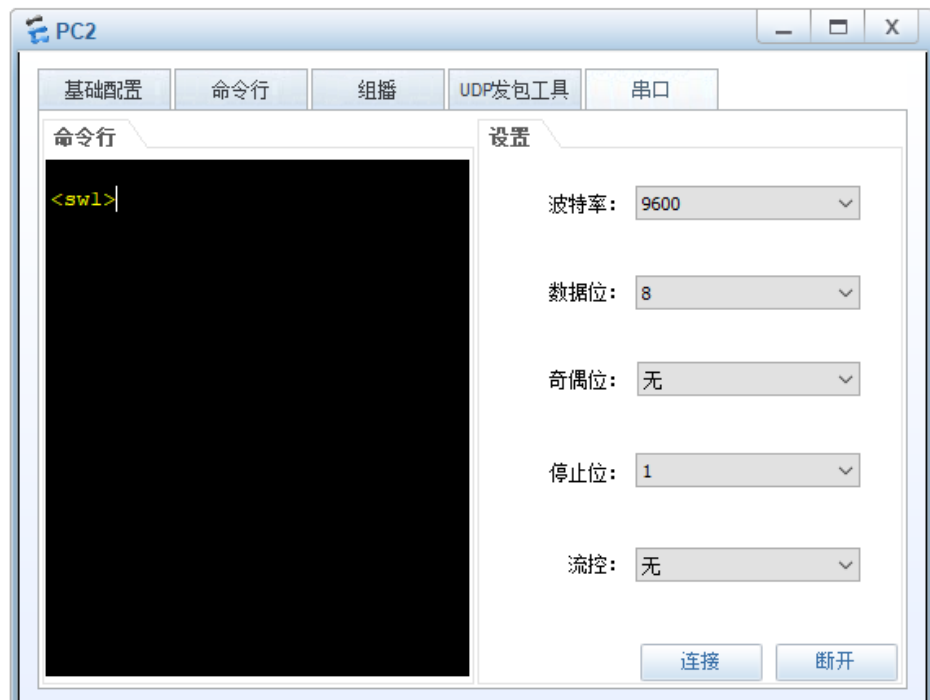 PC2
基础配置 命令行 组播 UDP发包工具 串口
命令行
<sw1>
设置
波特率： 9600
数据位： 8
奇偶位： 无
停止位： 1
流控： 无
连接 断开